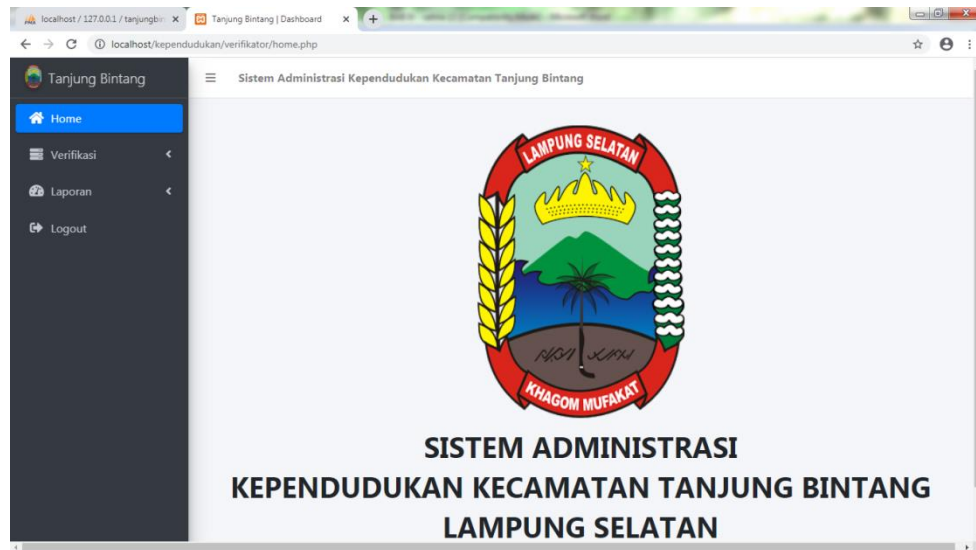 localhost / 127.0.0.1 / tanjungbin
Tanjung Bintang | Dashboard
localhost/kependudukan/verifikator/home.php
Tanjung Bintang
Sistem Administrasi Kependudukan Kecamatan Tanjung Bintang
Home
Verifikasi
Laporan
Logout
LAMPUNG SELATAN
KHAGOM MUFAKAT
SISTEM ADMINISTRASI
KEPENDUDUKAN KECAMATAN TANJUNG BINTANG
LAMPUNG SELATAN